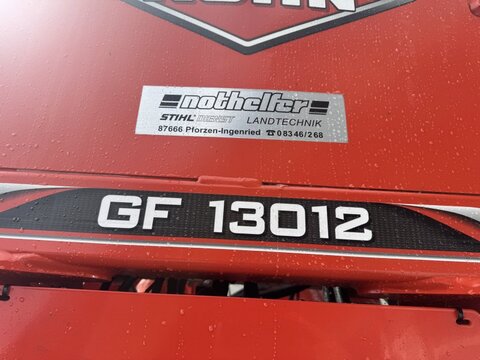 nothelfer
STIHL DIENST LANDTECHNIK
87666 Pforzen-Ingenried ☎ 08346/268
GF 13012